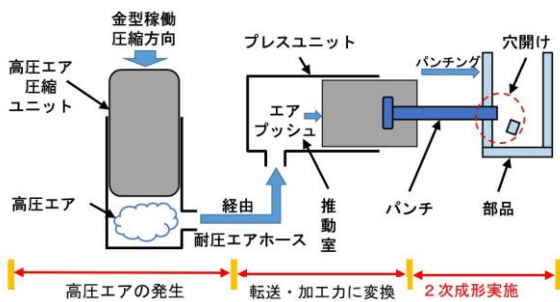 金型稼働
圧縮方向
高圧エア
圧縮
ユニット
高圧エア
経由
耐圧エアホース
プレスユニット
エア
プッシュ
推
動
室
パンチング
穴開け
パンチ
部品
高圧エアの発生
転送・加工力に変換
2次成形実施